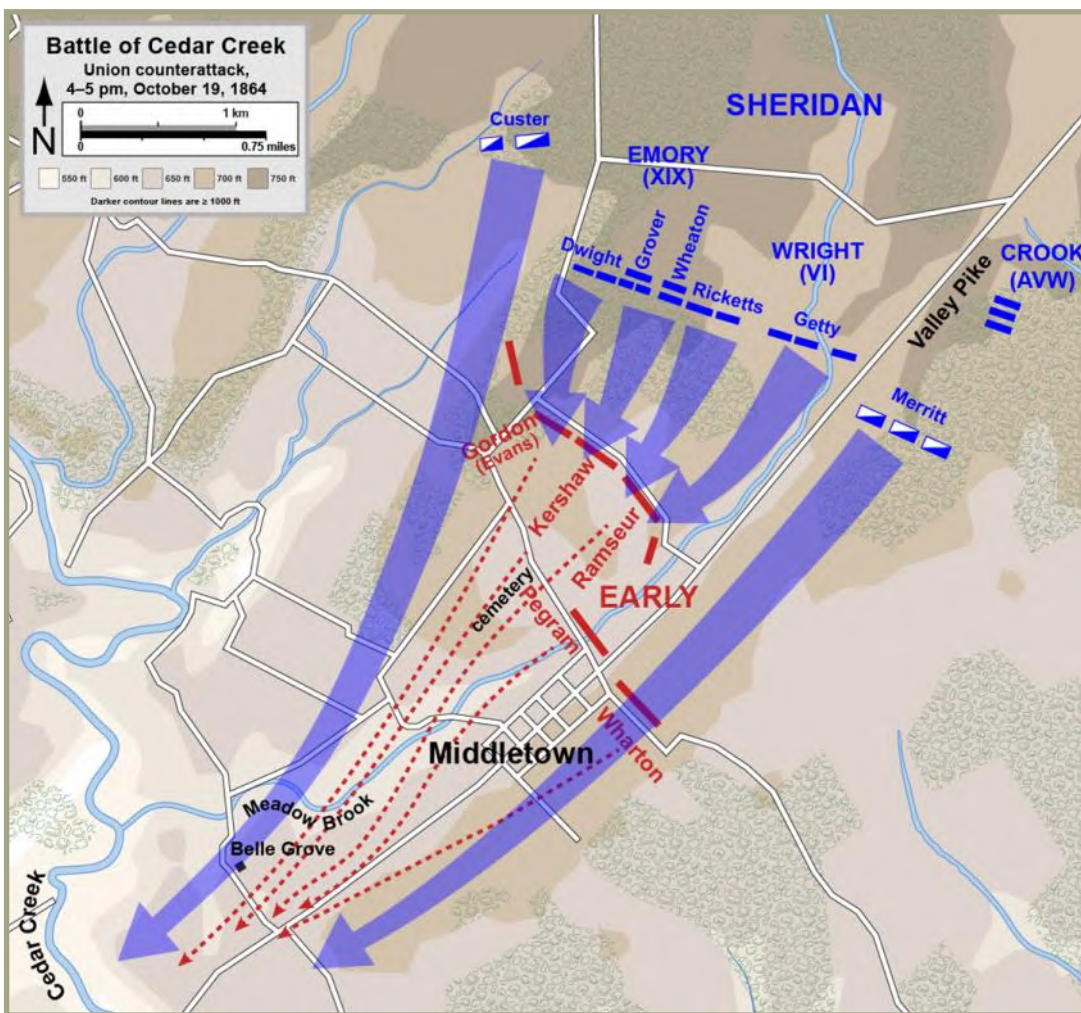 Battle of Cedar Creek
Union counterattack,
4–5 pm, October 19, 1864
0
1 km
0
0.75 miles
N
550 ft
600 ft
650 ft
700 ft
750 ft
Darker contour lines are ≥ 1000 ft
Custer
SHERIDAN
EMORY
(XIX)
Dwight
Grover
Wheaton
Ricketts
WRIGHT
(VI)
Getty
Valley Pike
CROOK
(AVW)
Merritt
Gordon
(Evans)
Kershaw
Ramseur
cemetery
Pegram
EARLY
Wharton
Middletown
Meadow Brook
Belle Grove
Cedar Creek